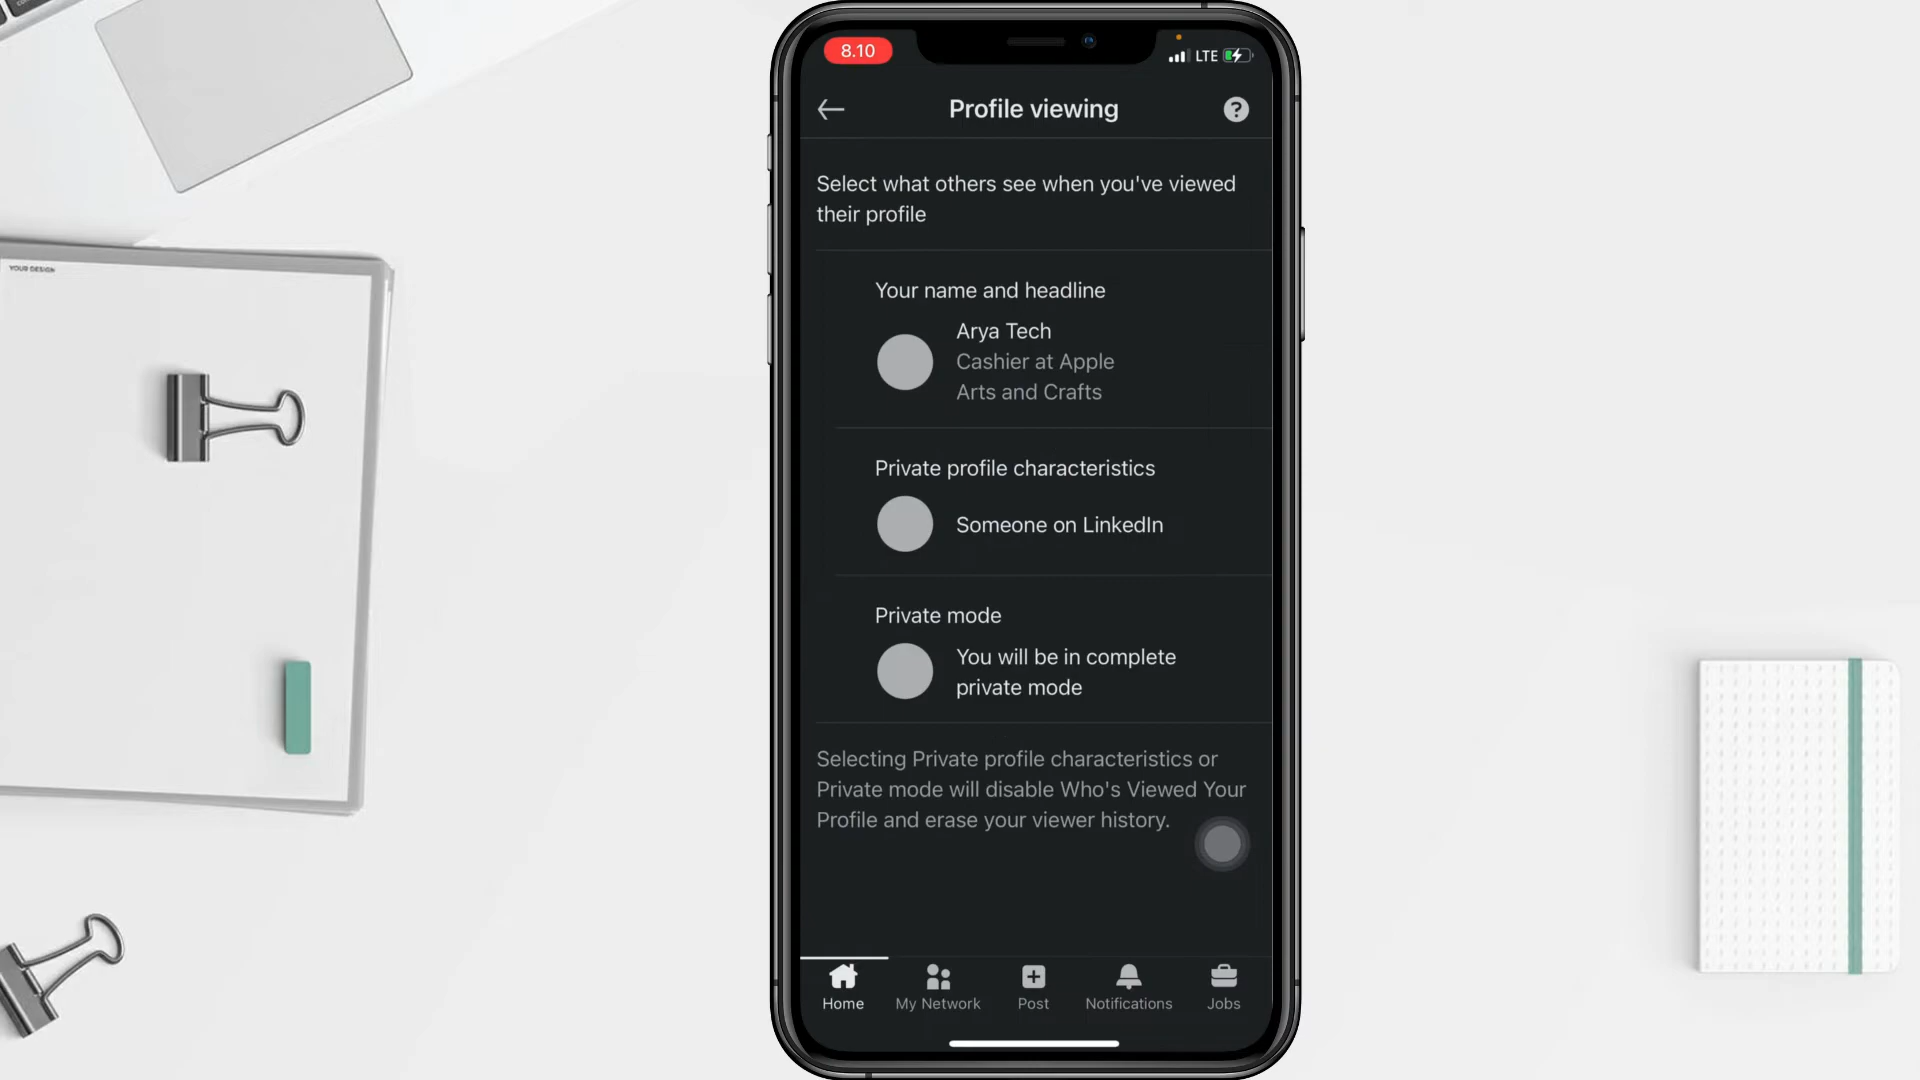 YOUR DESIGN
8.10
LTE
Profile viewing
?
Select what others see when you've viewed
their profile
Your name and headline
Arya Tech
Cashier at Apple
Arts and Crafts
Private profile characteristics
Someone on LinkedIn
Private mode
You will be in complete
private mode
Selecting Private profile characteristics or
Private mode will disable Who's Viewed Your
Profile and erase your viewer history.
Home
My Network
Post
Notifications
Jobs